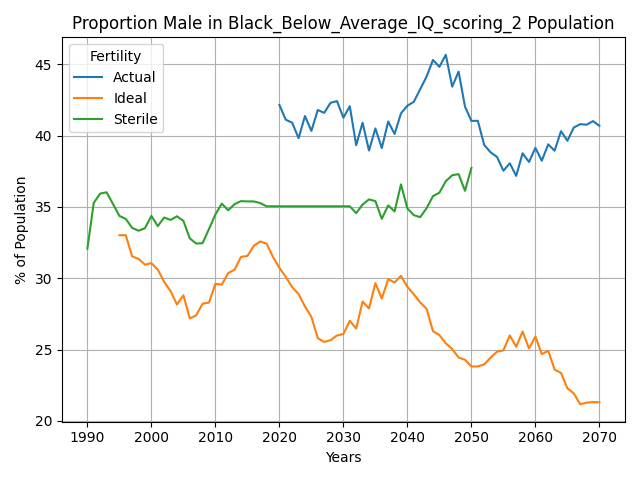 Proportion Male in Black_Below_Average_IQ_scoring_2 Population
Fertility
Actual
Ideal
Sterile
% of Population
45
40
35
30
25
20
1990
2000
2010
2020
2030
2040
2050
2060
2070
Years